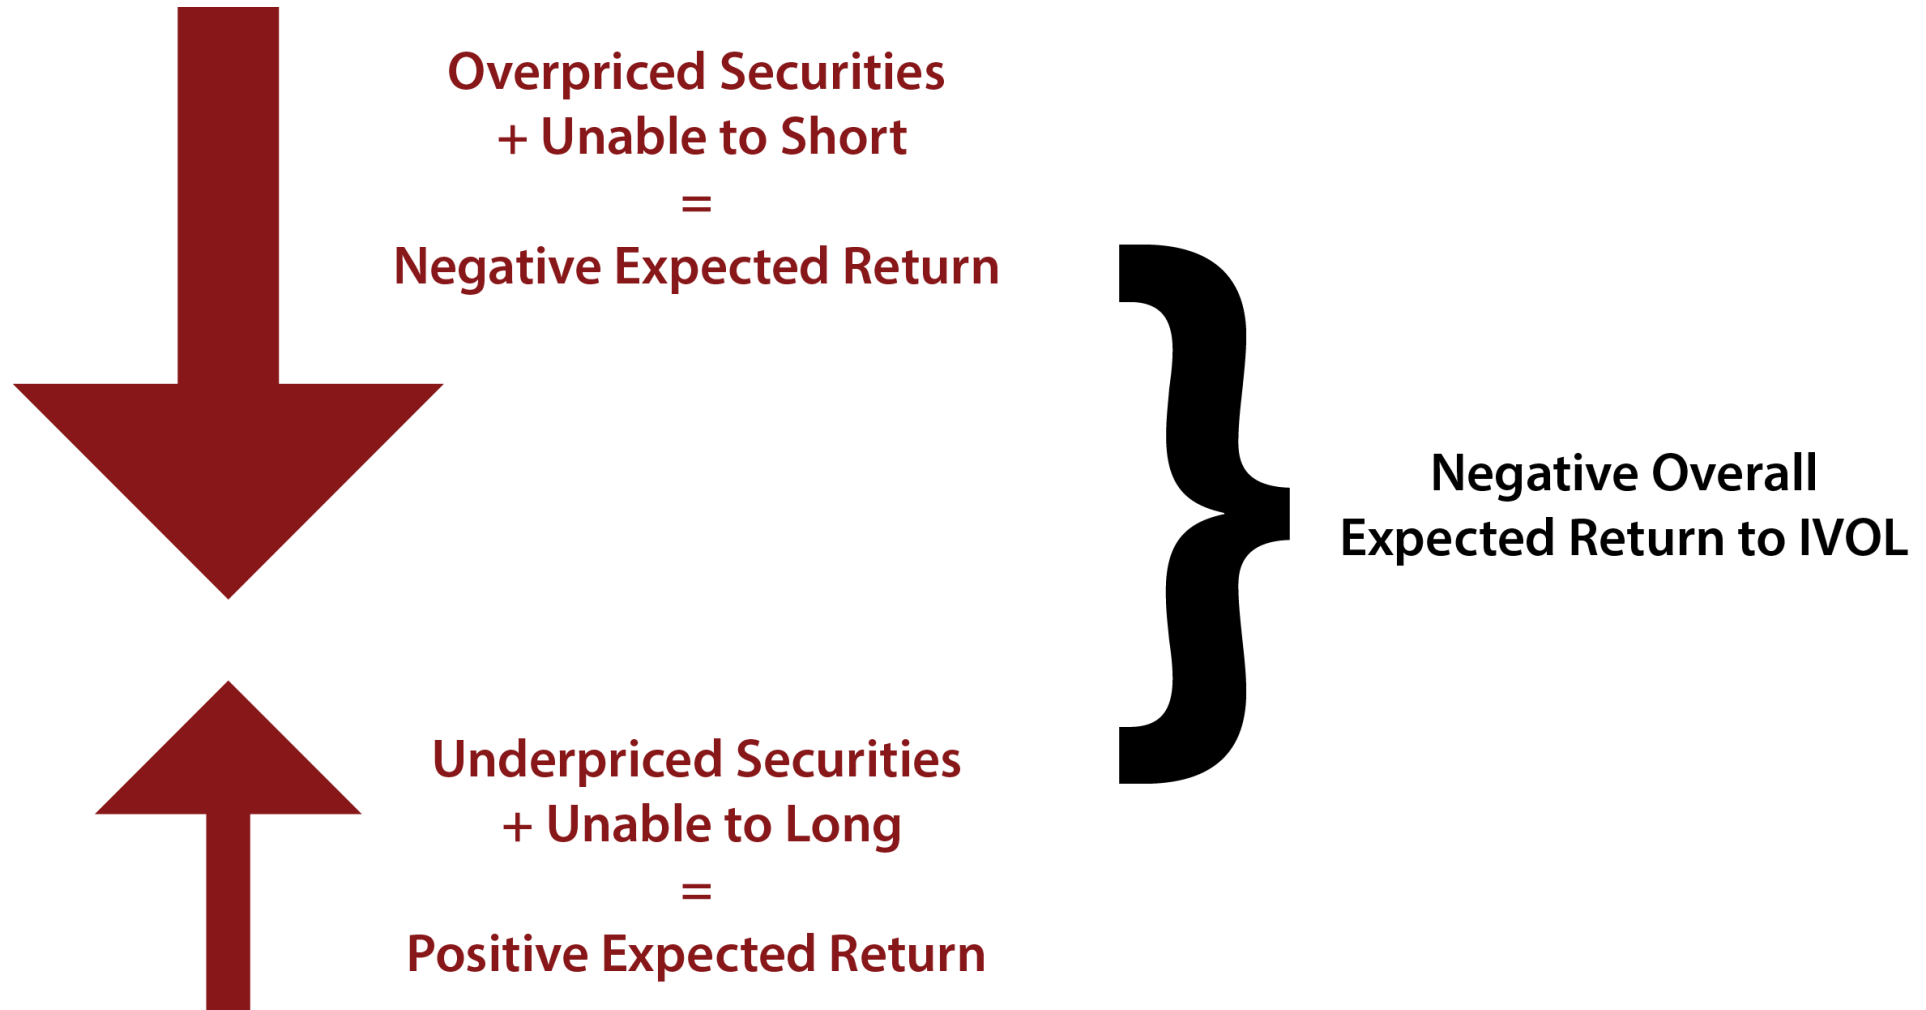 Overpriced Securities
+ Unable to Short
=
Negative Expected Return
Negative Overall
Expected Return to IVOL
Underpriced Securities
+ Unable to Long
=
Positive Expected Return